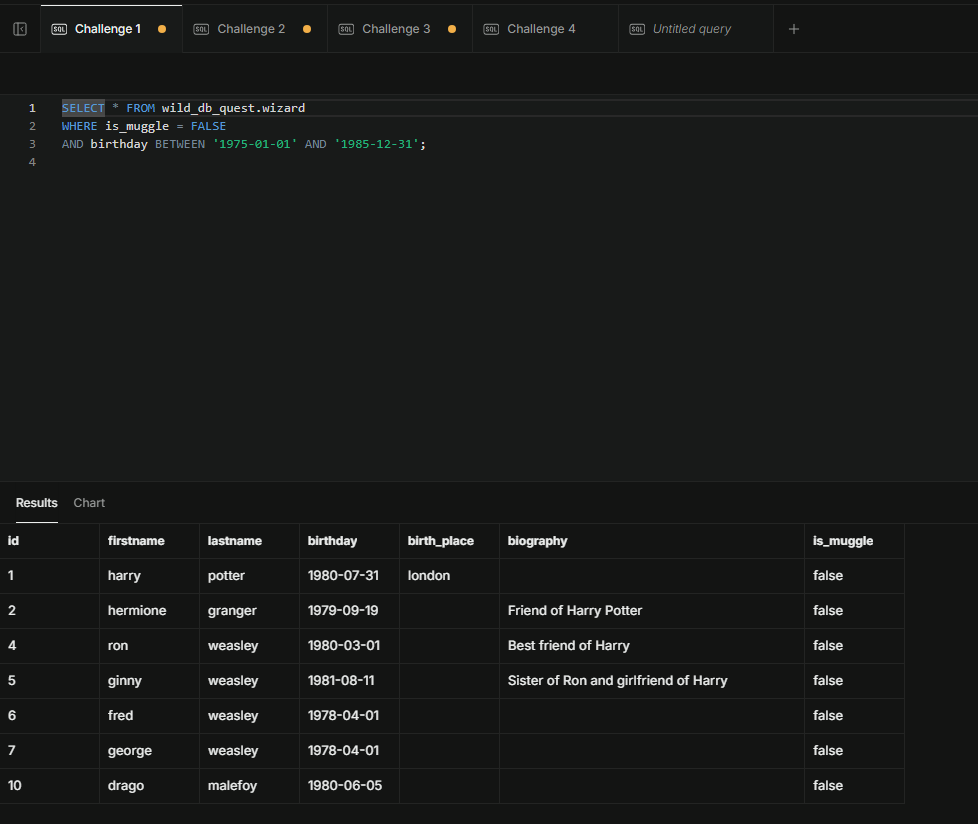 SQL Challenge 1 SQL Challenge 2 SQL Challenge 3 SQL Challenge 4 SQL Untitled query +
1 SELECT * FROM wild_db_quest.wizard
2 WHERE is_muggle = FALSE
3 AND birthday BETWEEN '1975-01-01' AND '1985-12-31';
4
Results Chart
id firstname lastname birthday birth_place biography is_muggle
1 harry potter 1980-07-31 london false
2 hermione granger 1979-09-19 Friend of Harry Potter false
4 ron weasley 1980-03-01 Best friend of Harry false
5 ginny weasley 1981-08-11 Sister of Ron and girlfriend of Harry false
6 fred weasley 1978-04-01 false
7 george weasley 1978-04-01 false
10 drago malefoy 1980-06-05 false